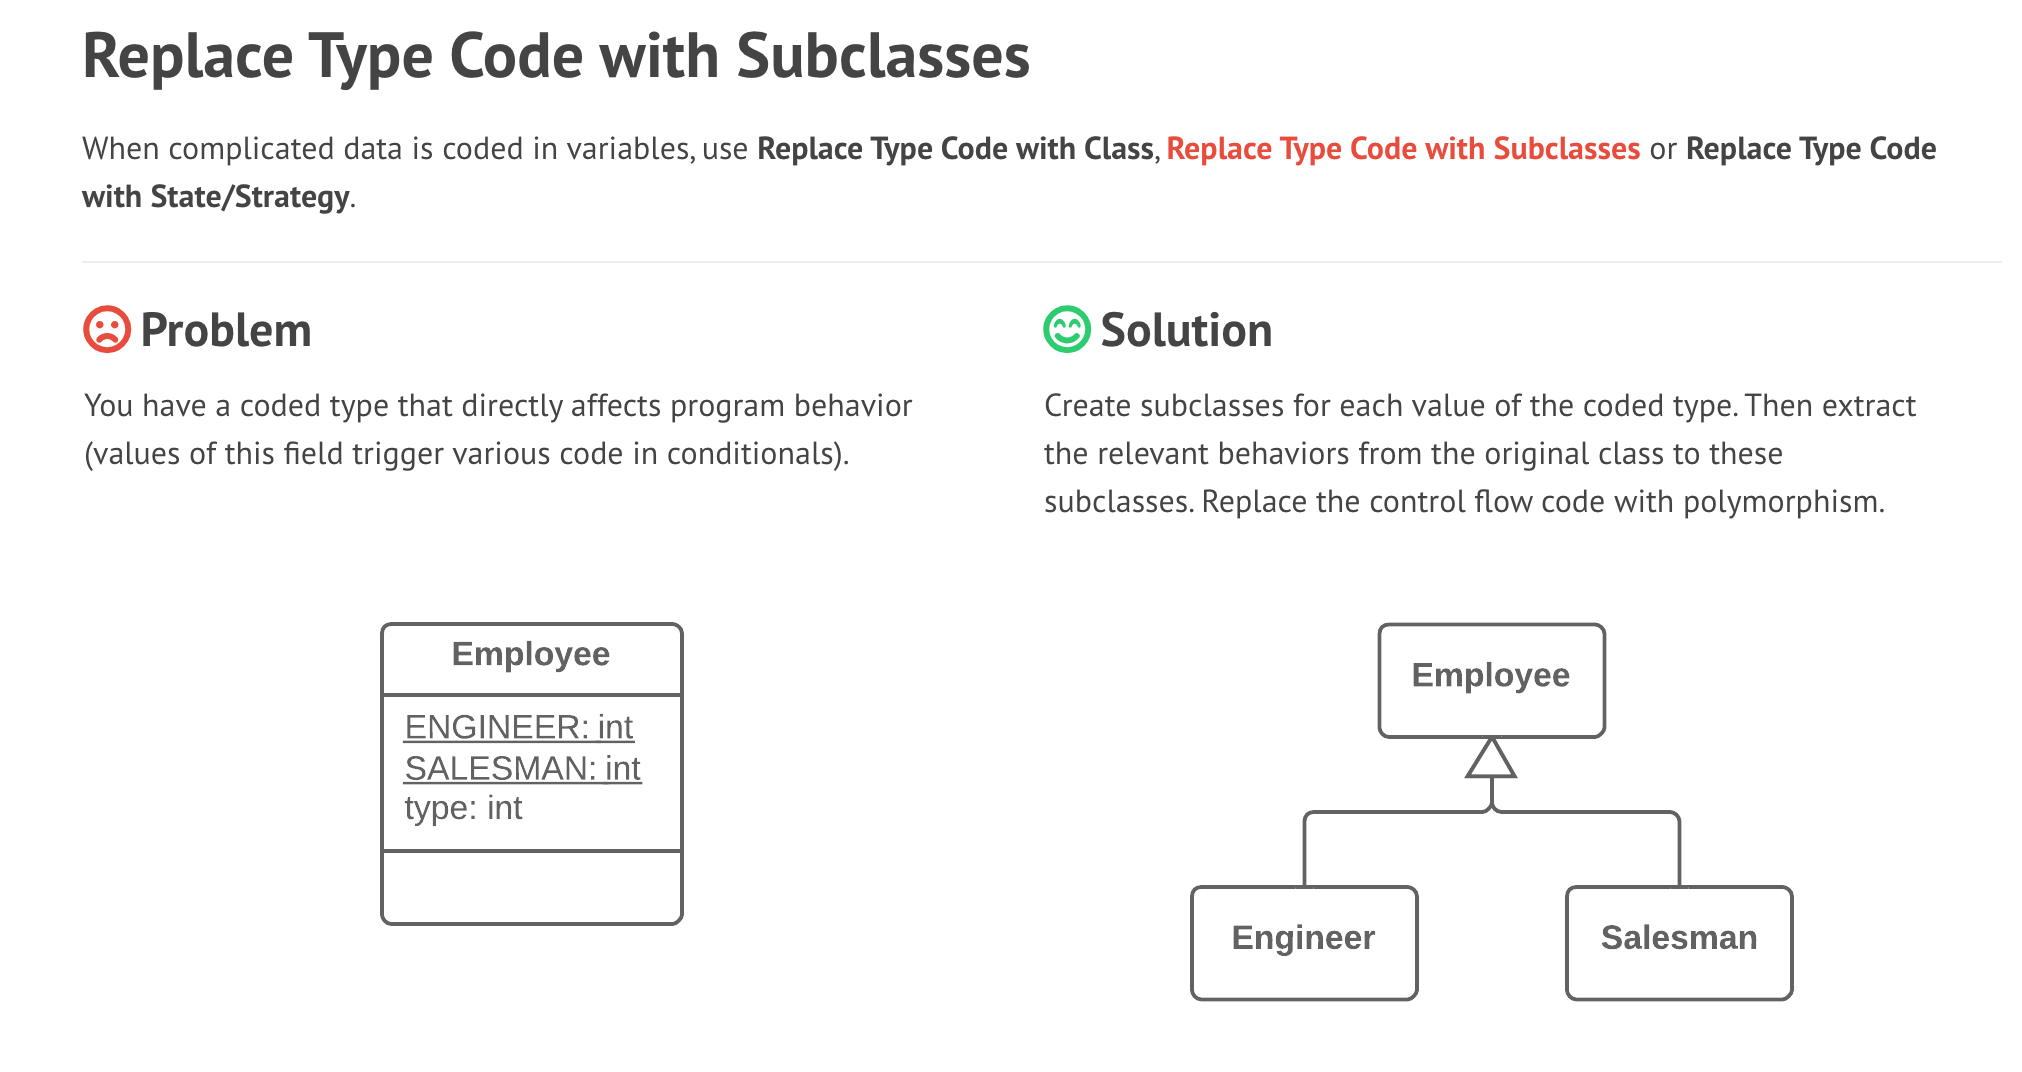 Replace Type Code with Subclasses
When complicated data is coded in variables, use Replace Type Code with Class, Replace Type Code with Subclasses or Replace Type Code
with State/Strategy.
Problem
You have a coded type that directly affects program behavior
(values of this field trigger various code in conditionals).
Employee
ENGINEER: int
SALESMAN: int
type: int
Solution
Create subclasses for each value of the coded type. Then extract
the relevant behaviors from the original class to these
subclasses. Replace the control flow code with polymorphism.
Employee
Engineer
Salesman